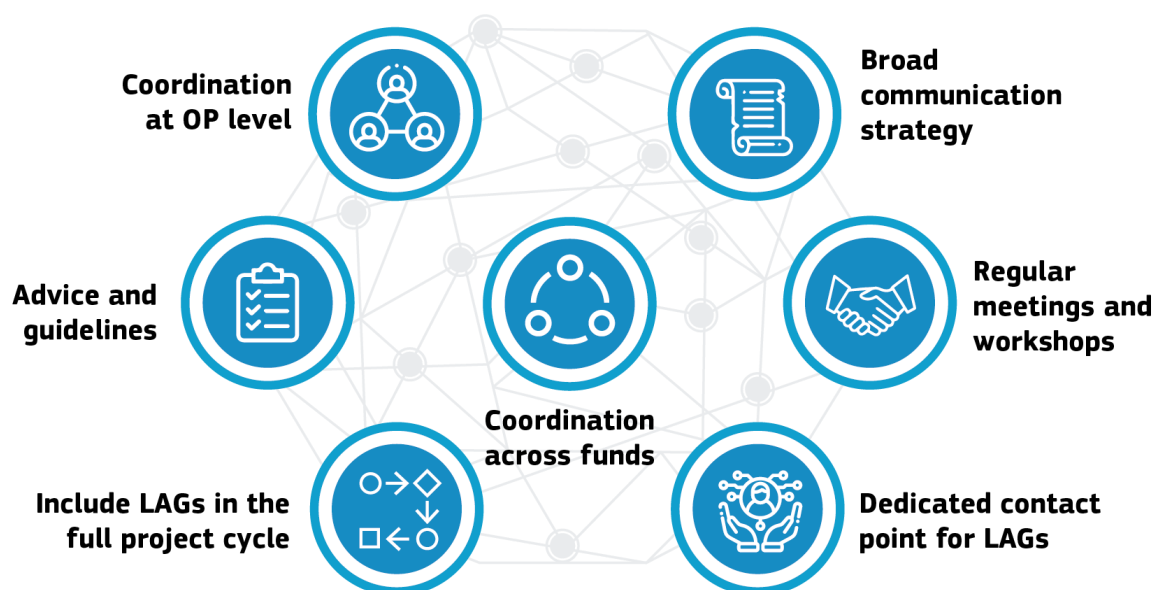 Coordination
at OP level
Broad
communication
strategy
Advice and
guidelines
Regular
meetings and
workshops
Coordination
across funds
Include LAGs in the
full project cycle
Dedicated contact
point for LAGs